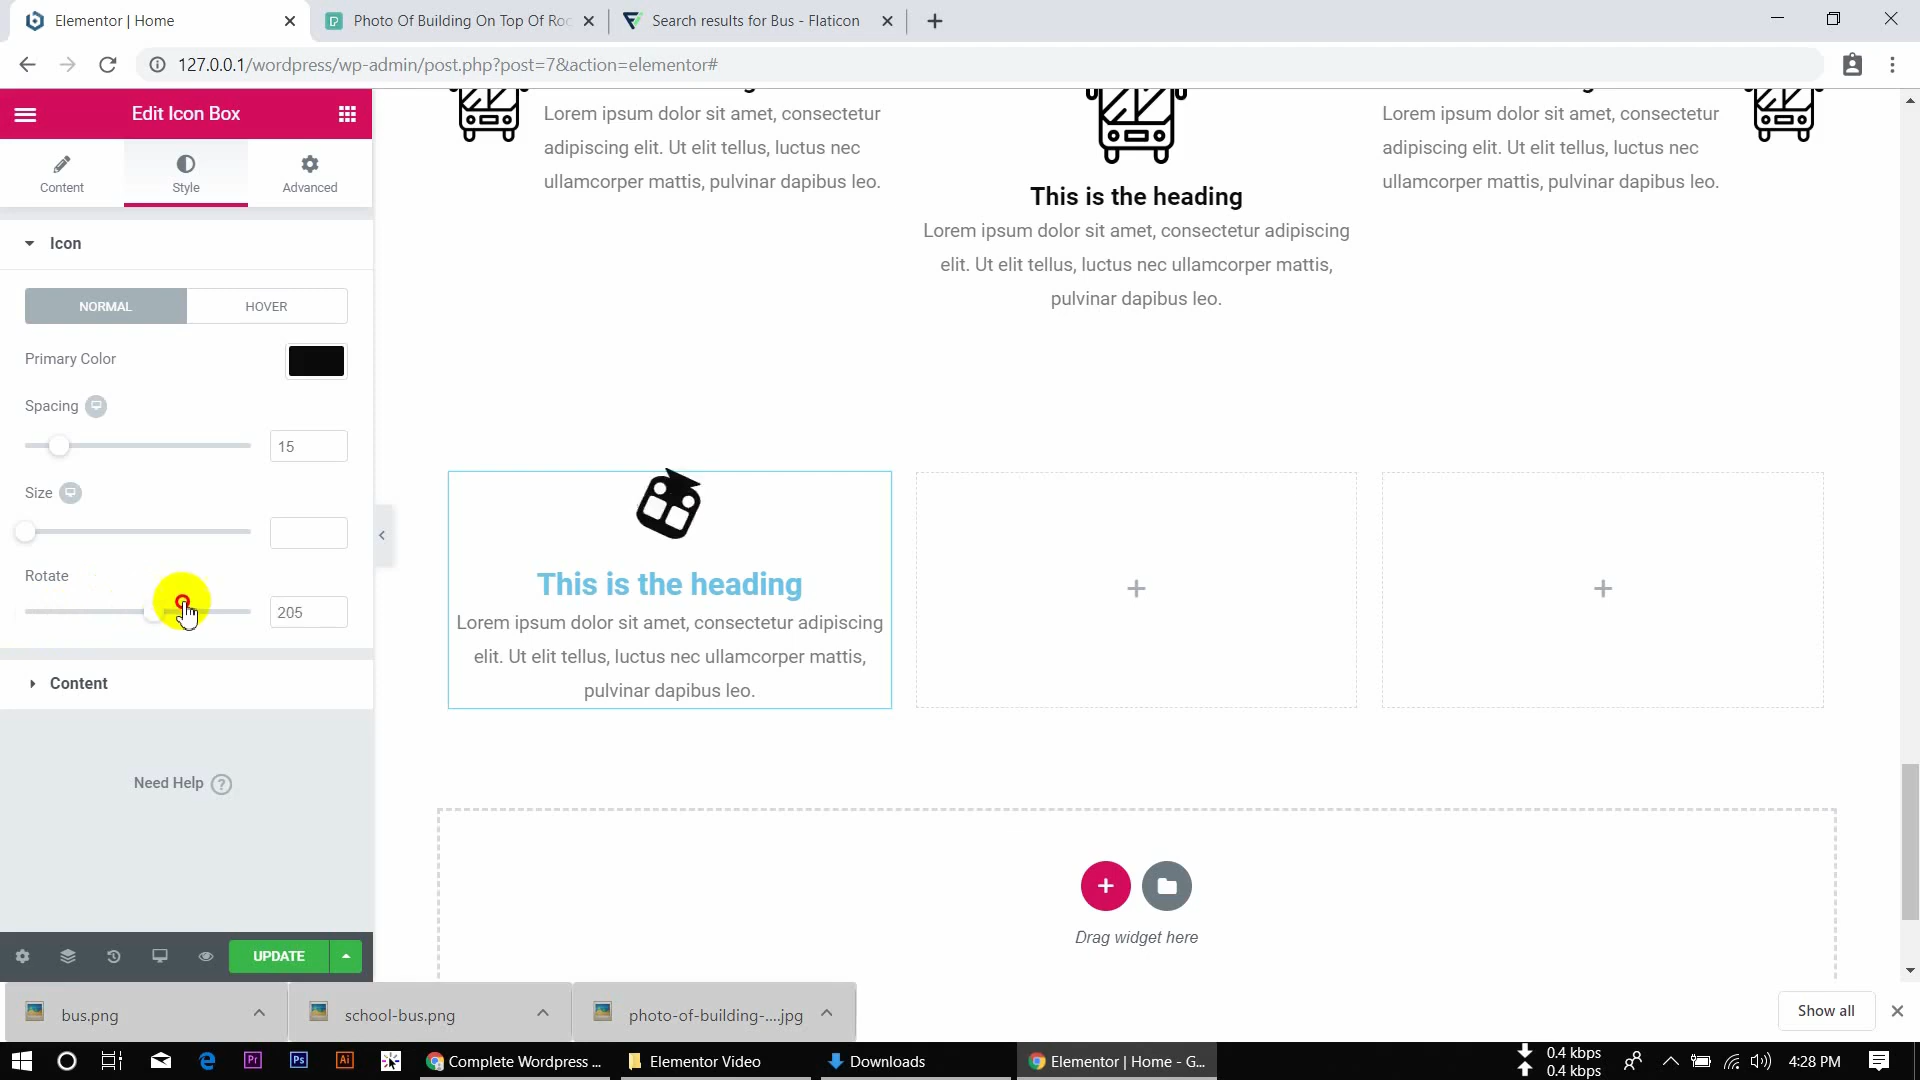 Elementor | Home
Photo Of Building On Top Of Roc
Search results for Bus - Flaticon
127.0.0.1/wordpress/wp-admin/post.php?post=7&action=elementor#
Edit Icon Box
Content
Style
Advanced
Icon
NORMAL
HOVER
Primary Color
Spacing
15
Size
Rotate
205
Content
Need Help ?
UPDATE
Lorem ipsum dolor sit amet, consectetur
adipiscing elit. Ut elit tellus, luctus nec
ullamcorper mattis, pulvinar dapibus leo.
This is the heading
Lorem ipsum dolor sit amet, consectetur adipiscing
elit. Ut elit tellus, luctus nec ullamcorper mattis,
pulvinar dapibus leo.
Lorem ipsum dolor sit amet, consectetur
adipiscing elit. Ut elit tellus, luctus nec
ullamcorper mattis, pulvinar dapibus leo.
This is the heading
Lorem ipsum dolor sit amet, consectetur adipiscing
elit. Ut elit tellus, luctus nec ullamcorper mattis,
pulvinar dapibus leo.
Drag widget here
bus.png
school-bus.png
photo-of-building-....jpg
Show all
Pr
Ps
Ai
Complete Wordpress ...
Elementor Video
Downloads
Elementor | Home - G...
0.4 kbps
0.4 kbps
4:28 PM